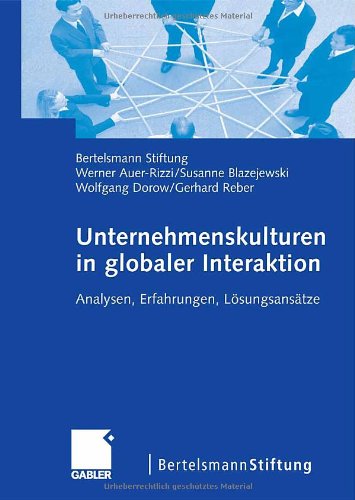 Urheberrechtlich geschütztes Material
Bertelsmann Stiftung
Werner Auer-Rizzi/Susanne Blazejewski
Wolfgang Dorow/Gerhard Reber
Unternehmenskulturen
in globaler Interaktion
Analysen, Erfahrungen, Lösungsansätze
GABLER
BertelsmannStiftung
Urheberrechtlich geschütztes Material